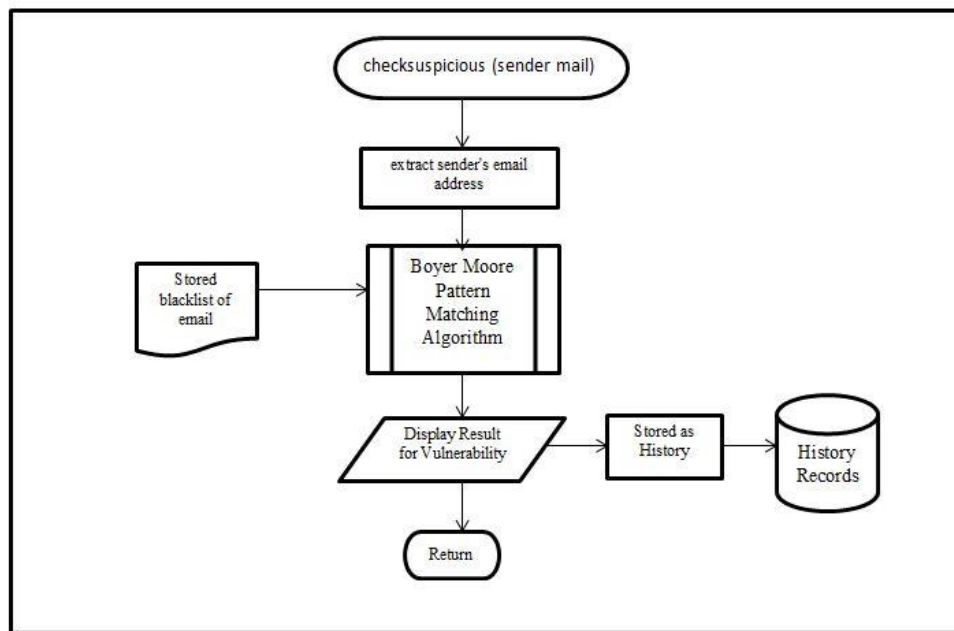 checksuspicious (sender mail)
extract sender's email
address
Stored
blacklist of
email
Boyer Moore
Pattern
Matching
Algorithm
Display Result
for Vulnerability
Stored as
History
History
Records
Return